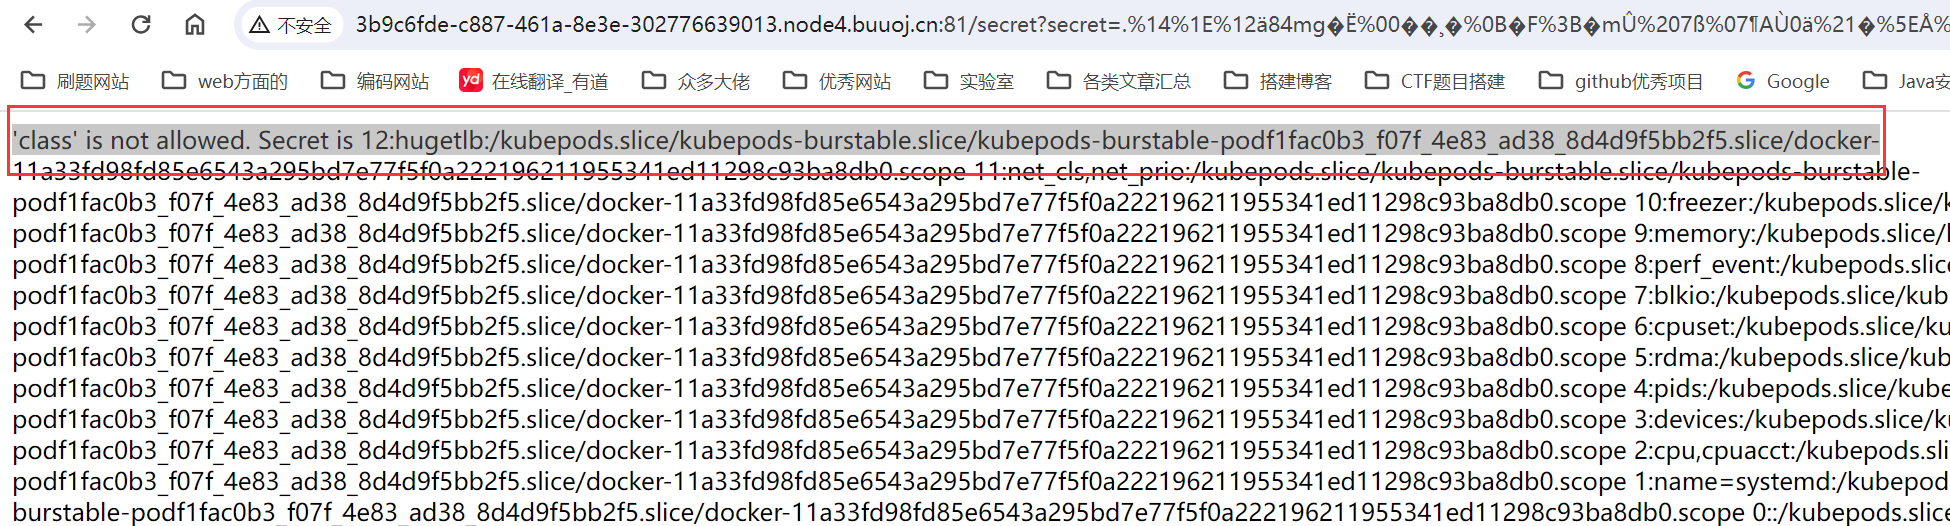 不安全 3b9c6fde-c887-461a-8e3e-302776639013.node4.buuoj.cn:81/secret?secret=.%14%1E%12ä84mg�Ë%00��¸�%0B�F%3B�mÛ%207ß%07¶AÙ0ä%21�%5EÅ%
刷题网站 web方面的 编码网站 yd 在线翻译_有道 众多大佬 优秀网站 实验室 各类文章汇总 搭建博客 CTF题目搭建 github优秀项目 Google Java安
'class' is not allowed. Secret is 12:hugetlb:/kubepods.slice/kubepods-burstable.slice/kubepods-burstable-podf1fac0b3_f07f_4e83_ad38_8d4d9f5bb2f5.slice/docker-
11a33fd98fd85e6543a295bd7e77f5f0a222196211955341ed11298c93ba8db0.scope 11:net_cls,net_prio:/kubepods.slice/kubepods-burstable.slice/kubepods-burstable-
podf1fac0b3_f07f_4e83_ad38_8d4d9f5bb2f5.slice/docker-11a33fd98fd85e6543a295bd7e77f5f0a222196211955341ed11298c93ba8db0.scope 10:freezer:/kubepods.slice/k
podf1fac0b3_f07f_4e83_ad38_8d4d9f5bb2f5.slice/docker-11a33fd98fd85e6543a295bd7e77f5f0a222196211955341ed11298c93ba8db0.scope 9:memory:/kubepods.slice/
podf1fac0b3_f07f_4e83_ad38_8d4d9f5bb2f5.slice/docker-11a33fd98fd85e6543a295bd7e77f5f0a222196211955341ed11298c93ba8db0.scope 8:perf_event:/kubepods.slic
podf1fac0b3_f07f_4e83_ad38_8d4d9f5bb2f5.slice/docker-11a33fd98fd85e6543a295bd7e77f5f0a222196211955341ed11298c93ba8db0.scope 7:blkio:/kubepods.slice/kub
podf1fac0b3_f07f_4e83_ad38_8d4d9f5bb2f5.slice/docker-11a33fd98fd85e6543a295bd7e77f5f0a222196211955341ed11298c93ba8db0.scope 6:cpuset:/kubepods.slice/ku
podf1fac0b3_f07f_4e83_ad38_8d4d9f5bb2f5.slice/docker-11a33fd98fd85e6543a295bd7e77f5f0a222196211955341ed11298c93ba8db0.scope 5:rdma:/kubepods.slice/kub
podf1fac0b3_f07f_4e83_ad38_8d4d9f5bb2f5.slice/docker-11a33fd98fd85e6543a295bd7e77f5f0a222196211955341ed11298c93ba8db0.scope 4:pids:/kubepods.slice/kube
podf1fac0b3_f07f_4e83_ad38_8d4d9f5bb2f5.slice/docker-11a33fd98fd85e6543a295bd7e77f5f0a222196211955341ed11298c93ba8db0.scope 3:devices:/kubepods.slice/k
podf1fac0b3_f07f_4e83_ad38_8d4d9f5bb2f5.slice/docker-11a33fd98fd85e6543a295bd7e77f5f0a222196211955341ed11298c93ba8db0.scope 2:cpu,cpuacct:/kubepods.sli
podf1fac0b3_f07f_4e83_ad38_8d4d9f5bb2f5.slice/docker-11a33fd98fd85e6543a295bd7e77f5f0a222196211955341ed11298c93ba8db0.scope 1:name=systemd:/kubepod
burstable-podf1fac0b3_f07f_4e83_ad38_8d4d9f5bb2f5.slice/docker-11a33fd98fd85e6543a295bd7e77f5f0a222196211955341ed11298c93ba8db0.scope 0::/kubepods.slice